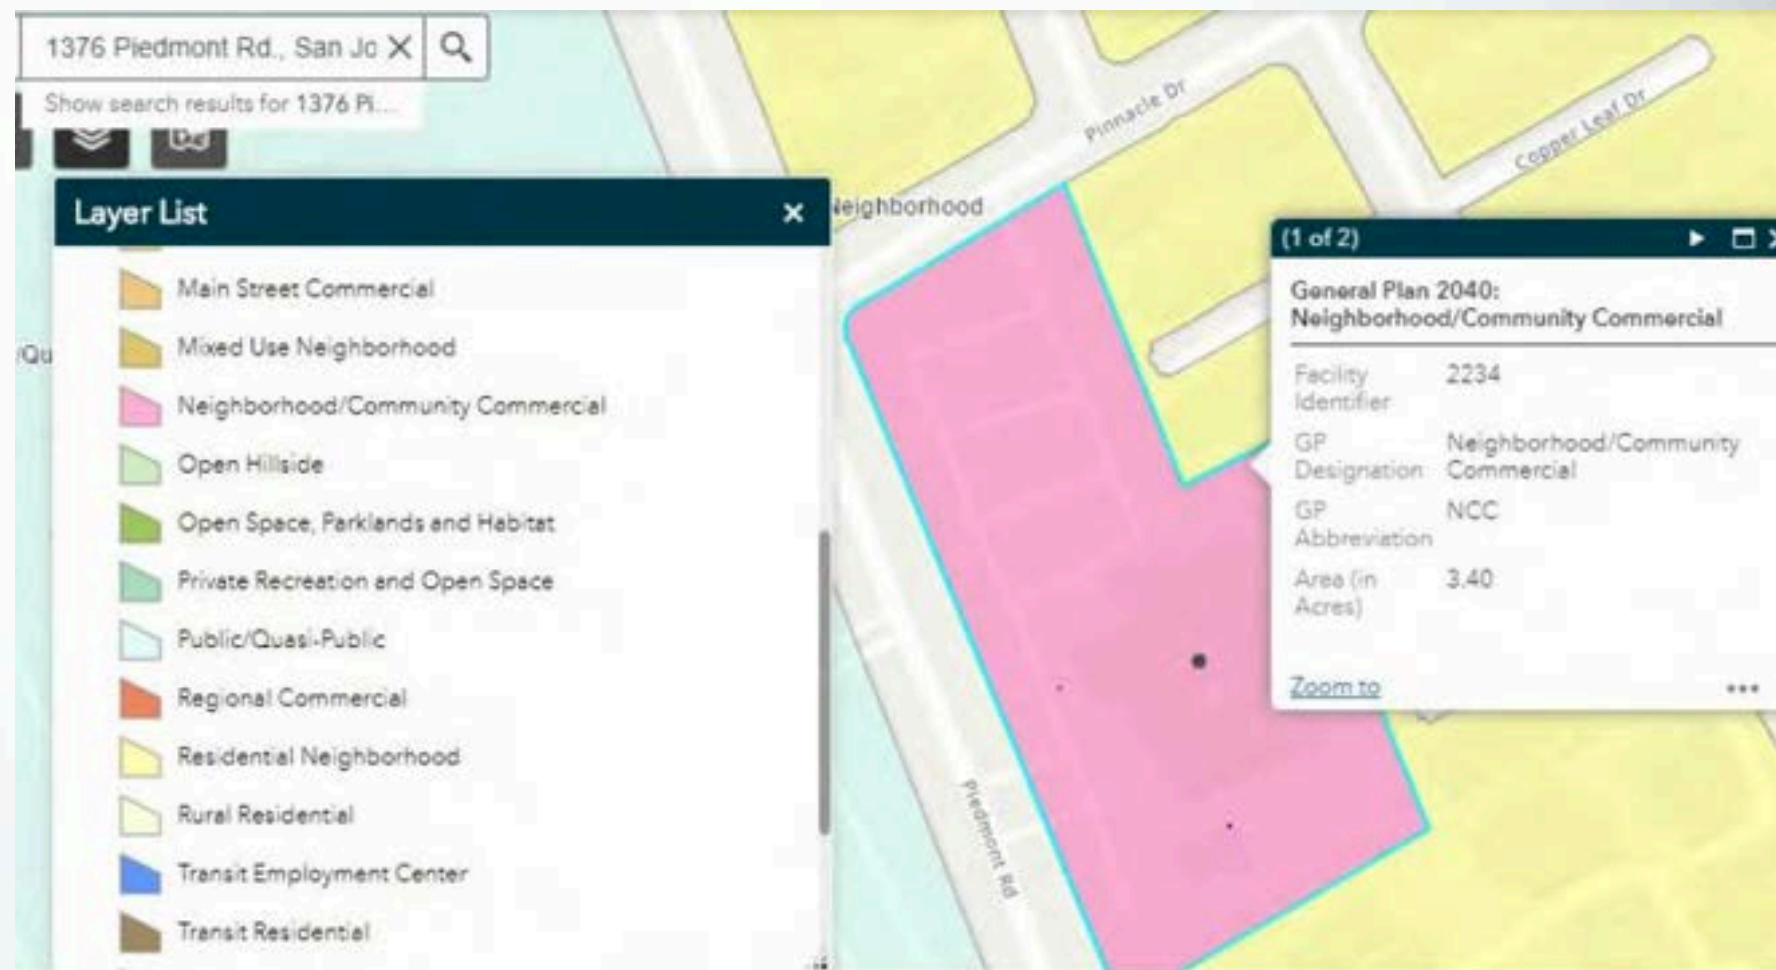 1376 Piedmont Rd., San Jo
Show search results for 1376 Pi....
Layer List
Main Street Commercial
Mixed Use Neighborhood
Neighborhood/Community Commercial
Open Hillside
Open Space, Parklands and Habitat
Private Recreation and Open Space
Public/Quasi-Public
Regional Commercial
Residential Neighborhood
Rural Residential
Transit Employment Center
Transit Residential
/Qu
Neighborhood
Pinnacle Dr
Copper Leaf Dr
Piedmont Rd
(1 of 2)
General Plan 2040:
Neighborhood/Community Commercial
Facility 2234
Identifier
GP Neighborhood/Community
Designation Commercial
GP NCC
Abbreviation
Area (in 3.40
Acres)
Zoom to